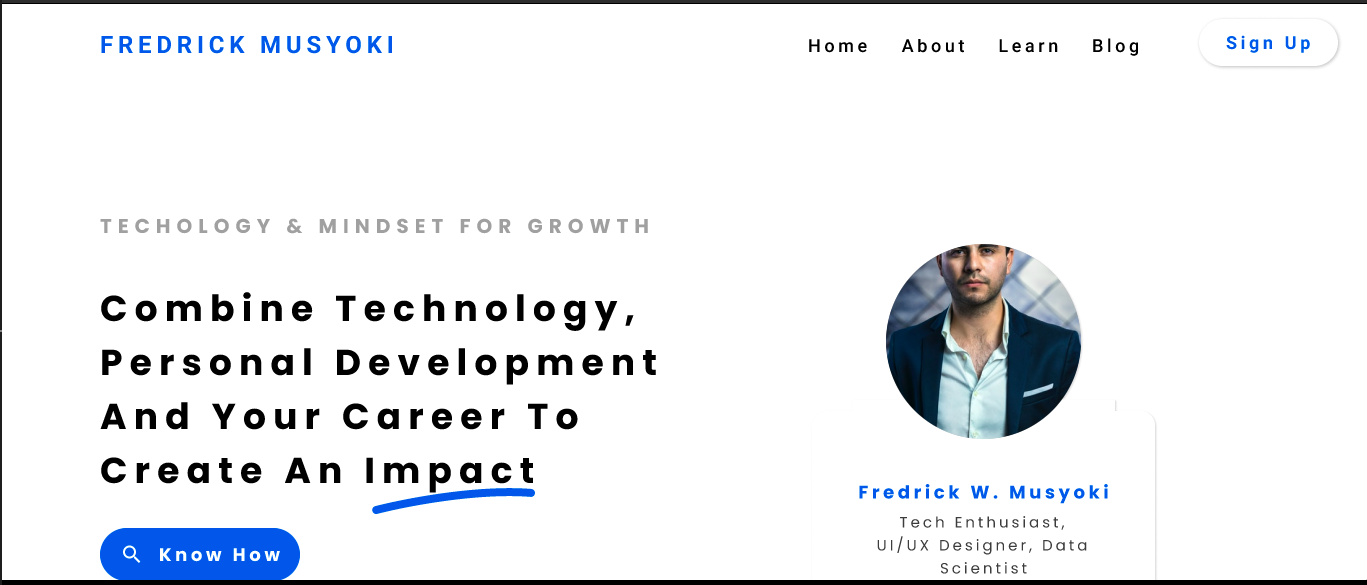 FREDRICK MUSYOKI
Home About Learn Blog
Sign Up
TECHOLOGY & MINDSET FOR GROWTH
Combine Technology,
Personal Development
And Your Career To
Create An Impact
Know How
Fredrick W. Musyoki
Tech Enthusiast,
UI/UX Designer, Data
Scientist